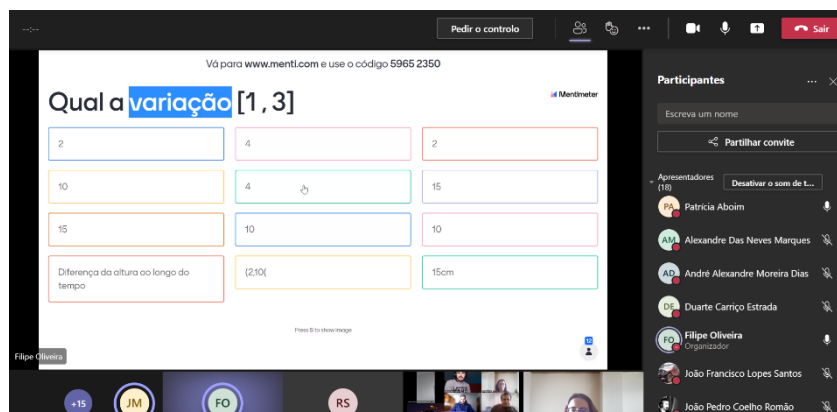 --:--
Pedir o controlo
Sair
Vá para www.menti.com e use o código 5965 2350
Qual a variação [1 , 3]
Mentimeter
2
4
2
10
4
15
15
10
10
Diferença da altura ao longo do
tempo
(2,10(
15cm
Press S to show image
12
Filipe Oliveira
+15
JM
FO
RS
Participantes
Escreva um nome
Partilhar convite
Apresentadores
(18)
Desativar o som de t...
PA
Patrícia Aboim
AM
Alexandre Das Neves Marques
AD
André Alexandre Moreira Dias
DE
Duarte Carriço Estrada
FO
Filipe Oliveira
Organizador
João Francisco Lopes Santos
João Pedro Coelho Romão